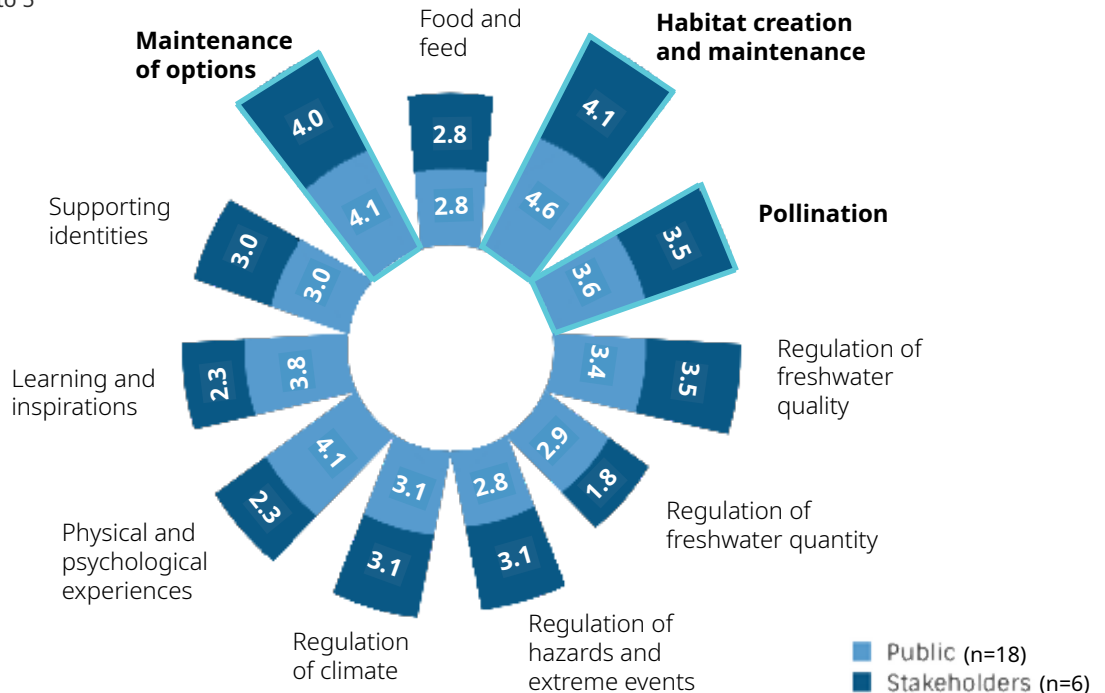 to 5
Food and
feed
Habitat creation
and maintenance
Maintenance
of options
4.0
2.8
4.1
4.1
2.8
4.6
Supporting
identities
Pollination
3.0
3.0
3.6
3.5
Learning and
inspirations
2.3
3.8
3.4
3.5
Regulation of
freshwater
quality
4.1
2.3
3.1
3.1
2.8
3.1
2.9
1.8
Regulation of
freshwater quantity
Physical and
psychological
experiences
Regulation
of climate
Regulation of
hazards and
extreme events
Public (n=18)
Stakeholders (n=6)